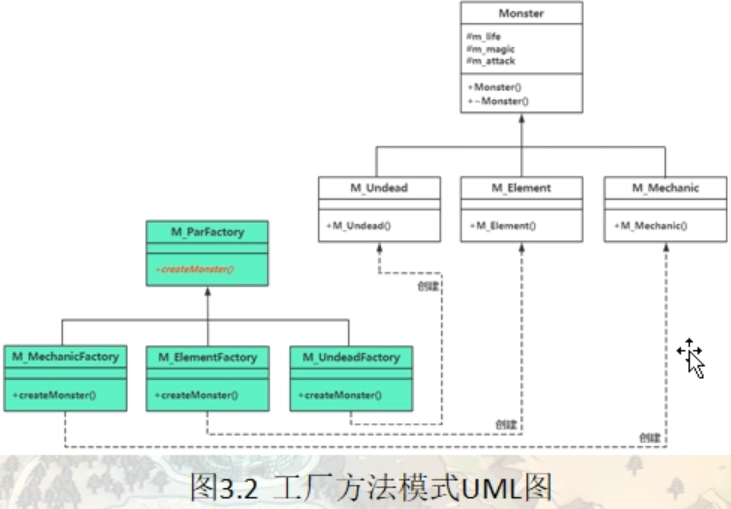 Monster
#m_life
#m_magic
#m_attack
+Monster()
+~Monster()
M_Undead
+M_Undead()
M_Element
+M_Element()
M_Mechanic
+M_Mechanic()
M_ParFactory
+createMonster()
创建
M_MechanicFactory
+createMonster()
M_ElementFactory
+createMonster()
M_UndeadFactory
+createMonster()
创建
创建
图3.2 工厂方法模式UML图